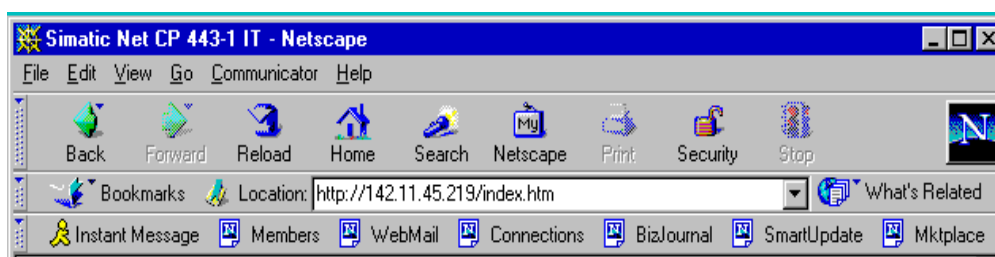 Simatic Net CP 443-1 IT - Netscape
File Edit View Go Communicator Help
My N
Back Forward Reload Home Search Netscape Print Security Stop
Bookmarks Location: http://142.11.45.219/index.htm What's Related
Instant Message N Members N WebMail N Connections N BizJournal N SmartUpdate N Mktplace